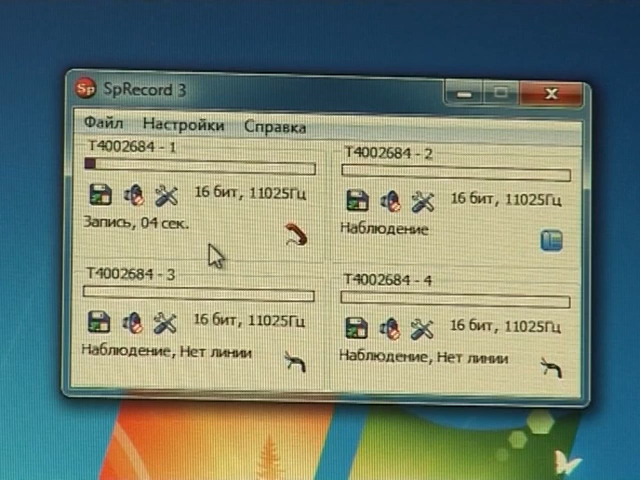 Sp SpRecord 3
Файл Настройки Справка
T4002684 - 1
16 бит, 11025Гц
Запись, 04 сек.
T4002684 - 2
16 бит, 11025Гц
Наблюдение
T4002684 - 3
16 бит, 11025Гц
Наблюдение, Нет линии
T4002684 - 4
16 бит, 11025Гц
Наблюдение, Нет линии